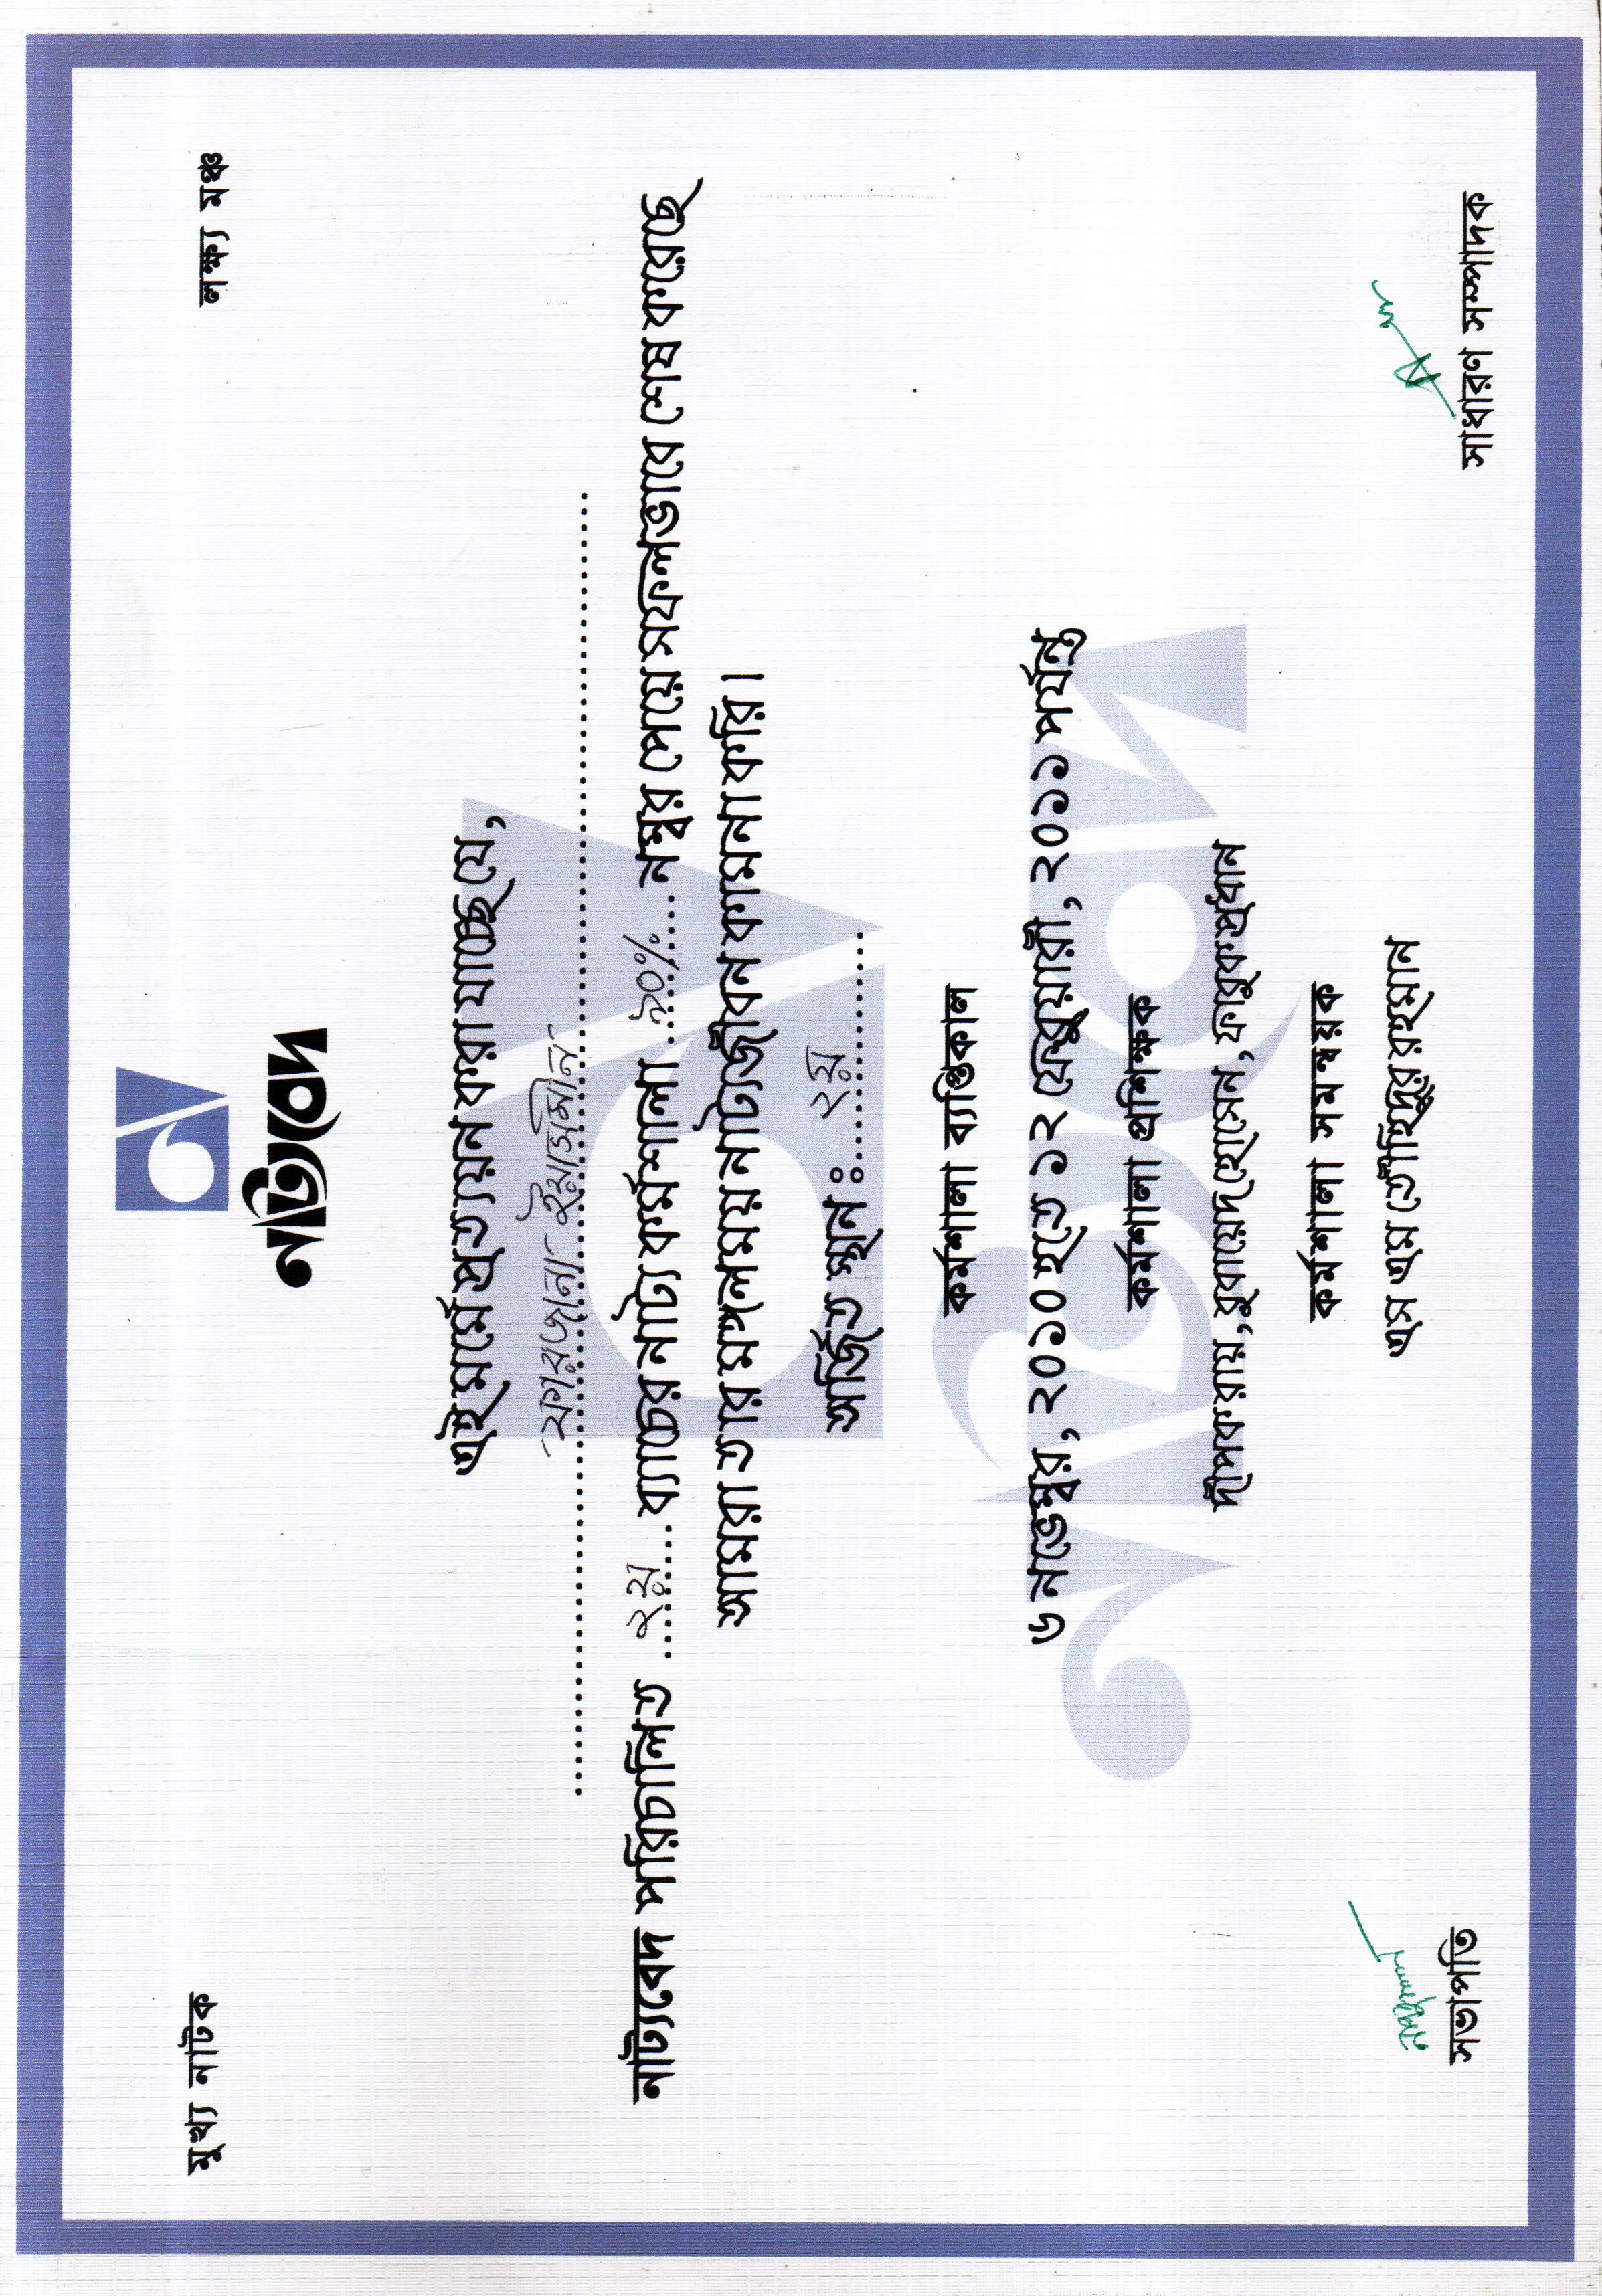 মুখ্য নাটক
লক্ষ্য মঞ্চ
নাট্যবেদ
এই মর্মে প্রত্যয়ন করা যাচ্ছে যে,
ফারজানা ইয়াসমীন
নাট্যবেদ পরিচালিত ২য় ব্যাচের নাট্য কর্মশালা ৯০% নম্বর পেয়ে সফলভাবে শেষ করেছে
আমরা তার মঙ্গলময় নাট্যজীবন কামনা করি।
অর্জিত স্থান ঃ ২য়
কর্মশালা ব্যপ্তিকাল
৬ নভেম্বর, ২০১০ হতে ১২ ফেব্রুয়ারী, ২০১১ পর্যন্ত
কর্মশালা প্রশিক্ষক
দীপক রায়, রুবায়েদ হোসেন, ফারুক প্রধান
কর্মশালা সমন্বয়ক
এস এম তৌহিদুর রহমান
সভাপতি
সাধারণ সম্পাদক